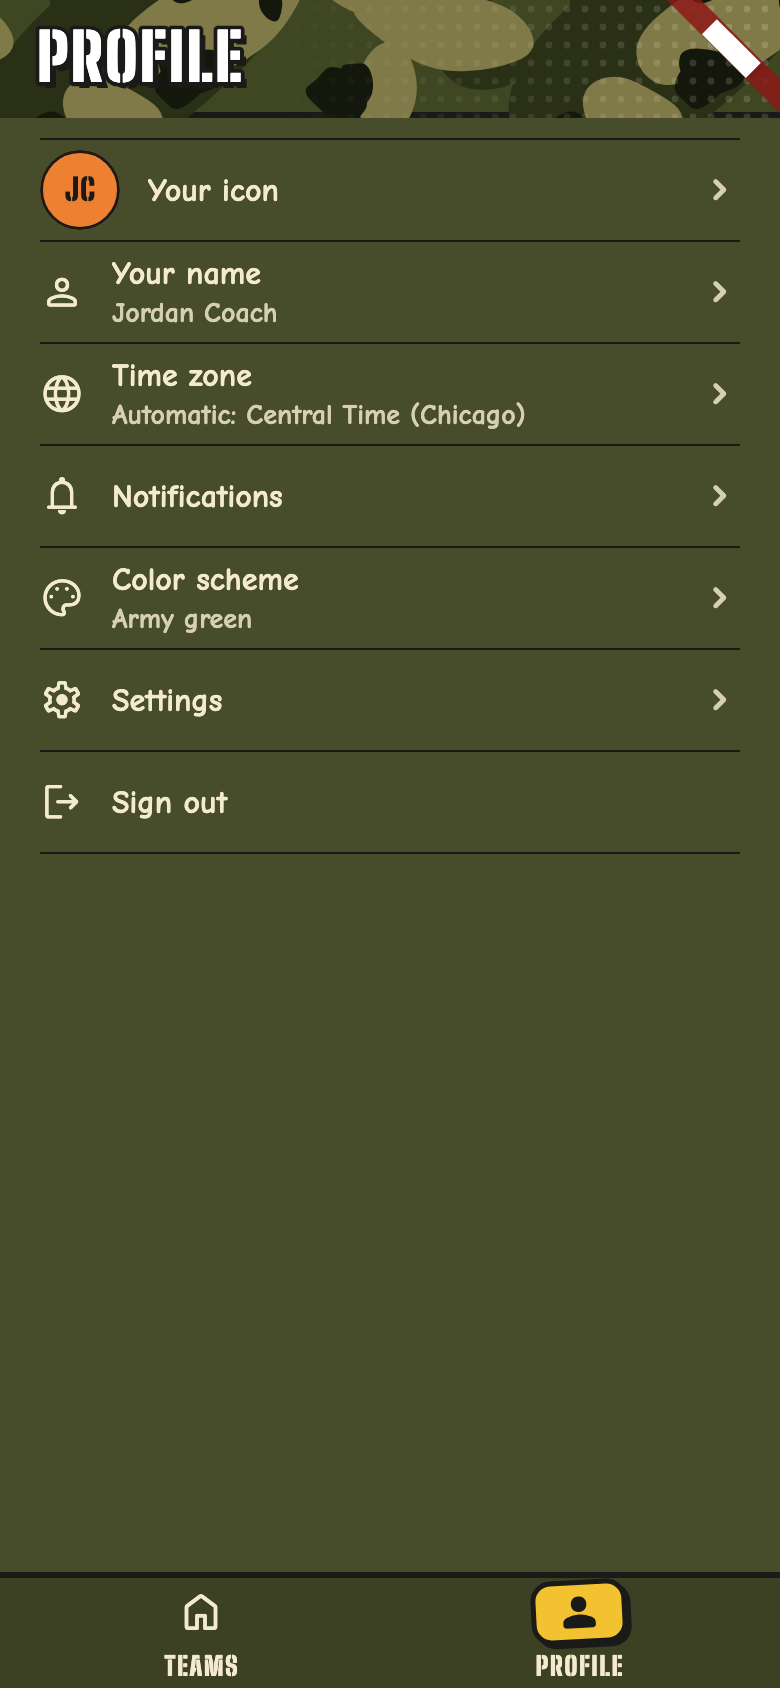 PROFILE
JC
Your icon
Your name
Jordan Coach
Time zone
Automatic: Central Time (Chicago)
Notifications
Color scheme
Army green
Settings
Sign out
TEAMS
PROFILE